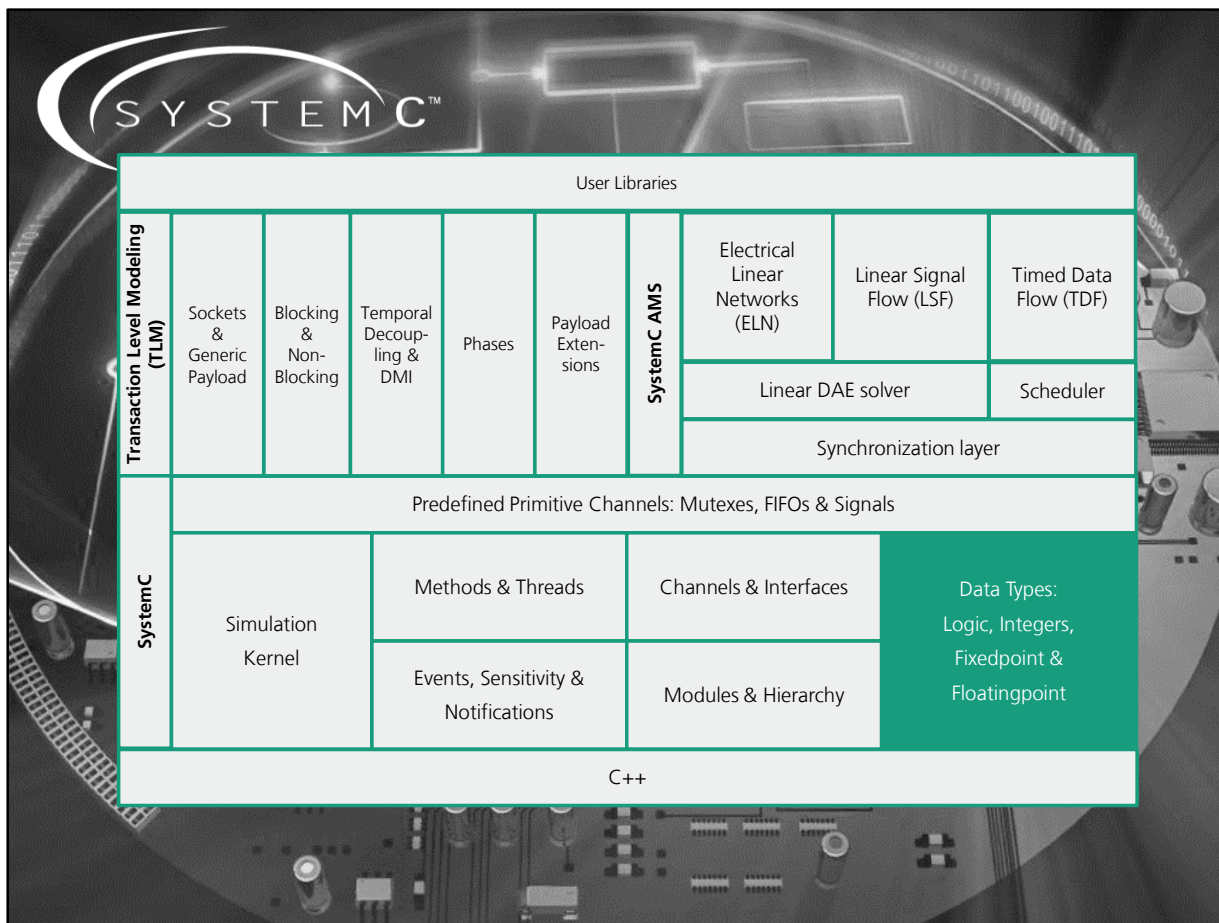 SYSTEMC™
User Libraries
Transaction Level Modeling
(TLM)
Sockets
&
Generic
Payload
Blocking
&
Non-
Blocking
Temporal
Decoup-
ling &
DMI
Phases
Payload
Exten-
sions
SystemC AMS
Electrical
Linear
Networks
(ELN)
Linear Signal
Flow (LSF)
Timed Data
Flow (TDF)
Linear DAE solver
Scheduler
Synchronization layer
SystemC
Predefined Primitive Channels: Mutexes, FIFOs & Signals
Simulation
Kernel
Methods & Threads
Channels & Interfaces
Data Types:
Logic, Integers,
Fixedpoint &
Floatingpoint
Events, Sensitivity &
Notifications
Modules & Hierarchy
C++